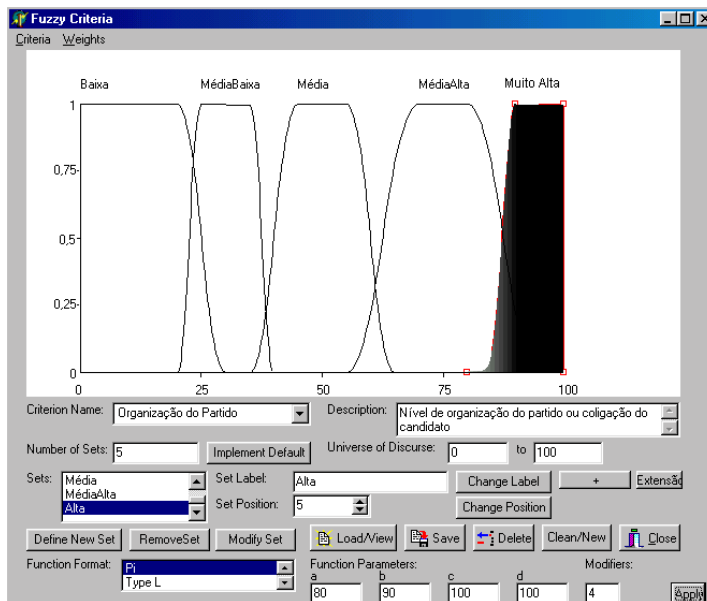 Fuzzy Criteria
Criteria Weights
Baixa MédiaBaixa Média MédiaAlta Muito Alta
1
0,75
0,5
0,25
0
0 25 50 75 100
Criterion Name: Organização do Partido Description: Nível de organização do partido ou coligação do
candidato
Number of Sets: 5 Implement Default Universe of Discurse: 0 to 100
Sets: Média Set Label: Alta Change Label + Extensão
MédiaAlta
Alta Set Position: 5 Change Position
Define New Set RemoveSet Modify Set Load/View Save Delete Clean/New Close
Function Format: Pi Function Parameters: Modifiers:
Type L a b c d
80 90 100 100 4 Apply